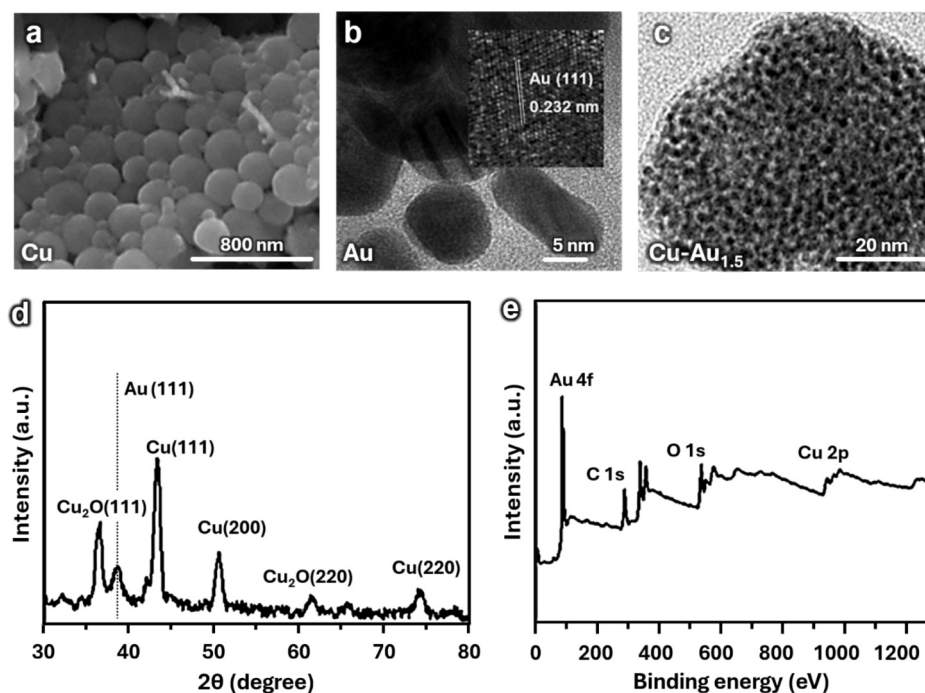 a
Cu
800 nm
b
Au (111)
0.232 nm
Au
5 nm
c
Cu-Au1.5
20 nm
d
Intensity (a.u.)
Au (111)
Cu(111)
Cu₂O(111)
Cu(200)
Cu₂O(220)
Cu(220)
30 40 50 60 70 80
2θ (degree)
e
Intensity (a.u.)
Au 4f
C 1s
O 1s
Cu 2p
0 200 400 600 800 1000 1200
Binding energy (eV)